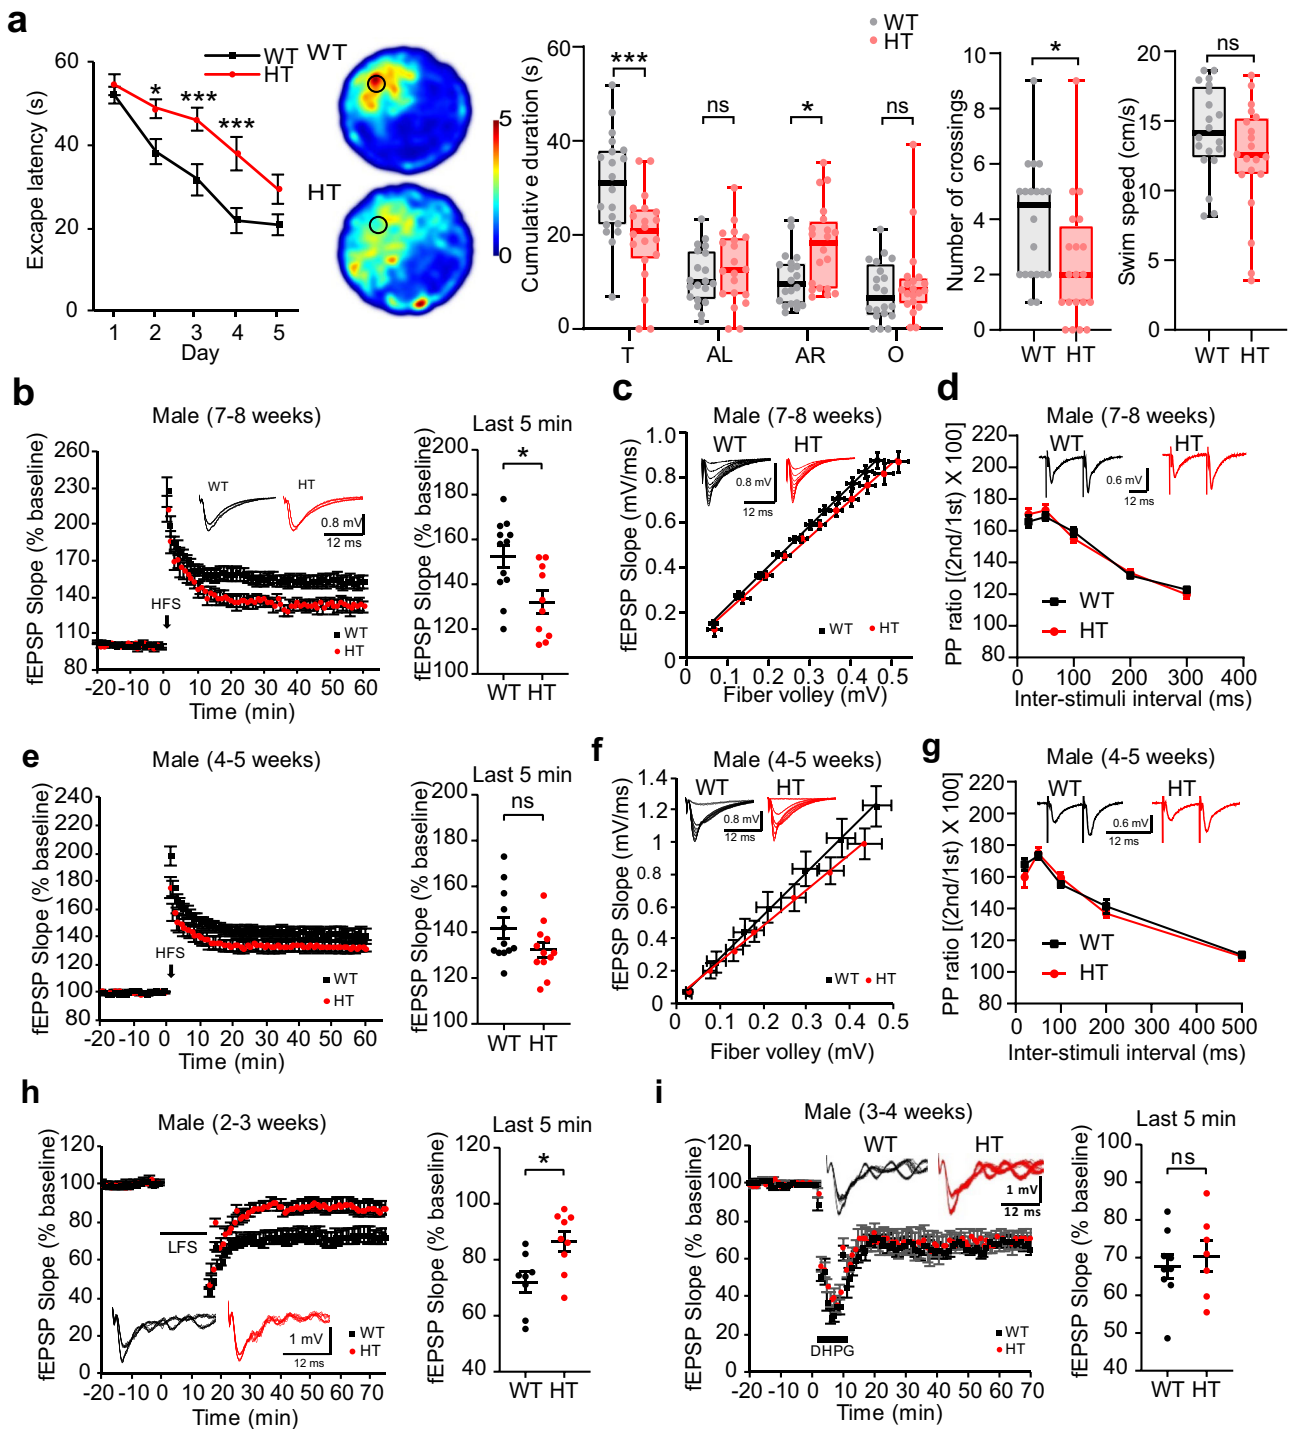 a
WT
HT
Excape latency (s)
60
40
20
0
* *** ***
1 2 3 4 5
Day
WT
HT
5
0
WT
HT
Cumulative duration (s)
60
40
20
0
*** ns * ns
T AL AR O
Number of crossings
10
8
6
4
2
0
*
WT HT
Swim speed (cm/s)
20
15
10
5
0
ns
WT HT
b
Male (7-8 weeks)
fEPSP Slope (% baseline)
260
230
200
170
140
110
80
WT HT
0.8 mV
12 ms
HFS
WT
HT
-20 -10 0 10 20 30 40 50 60
Time (min)
Last 5 min
fEPSP Slope (% baseline)
200
180
160
140
120
100
*
WT HT
c
Male (7-8 weeks)
fEPSP Slope (mV/ms)
1.0
0.8
0.6
0.4
0.2
0
WT HT
0.8 mV
12 ms
WT HT
0 0.1 0.2 0.3 0.4 0.5
Fiber volley (mV)
d
Male (7-8 weeks)
PP ratio [(2nd/1st) X 100]
220
200
180
160
140
120
100
80
WT HT
0.6 mV
12 ms
WT
HT
0 100 200 300 400
Inter-stimuli interval (ms)
e
Male (4-5 weeks)
fEPSP Slope (% baseline)
240
220
200
180
160
140
120
100
80
HFS
WT
HT
-20 -10 0 10 20 30 40 50 60
Time (min)
Last 5 min
fEPSP Slope (% baseline)
200
180
160
140
120
100
ns
WT HT
f
Male (4-5 weeks)
fEPSP Slope (mV/ms)
1.4
1.2
1.0
0.8
0.6
0.4
0.2
0
WT HT
0.8 mV
12 ms
WT HT
0 0.1 0.2 0.3 0.4 0.5
Fiber volley (mV)
g
Male (4-5 weeks)
PP ratio [(2nd/1st) X 100]
220
200
180
160
140
120
100
80
WT HT
0.6 mV
12 ms
WT
HT
0 100 200 300 400 500
Inter-stimuli interval (ms)
h
Male (2-3 weeks)
fEPSP Slope (% baseline)
120
100
80
60
40
20
0
LFS
1 mV
12 ms
WT
HT
-20 -10 0 10 20 30 40 50 60 70
Time (min)
Last 5 min
fEPSP Slope (% baseline)
120
100
80
60
40
*
WT HT
i
Male (3-4 weeks)
fEPSP Slope (% baseline)
120
100
80
60
40
20
0
WT HT
1 mV
12 ms
DHPG
WT
HT
-20 -10 0 10 20 30 40 50 60 70
Time (min)
Last 5 min
fEPSP Slope (% baseline)
100
90
80
70
60
50
40
ns
WT HT